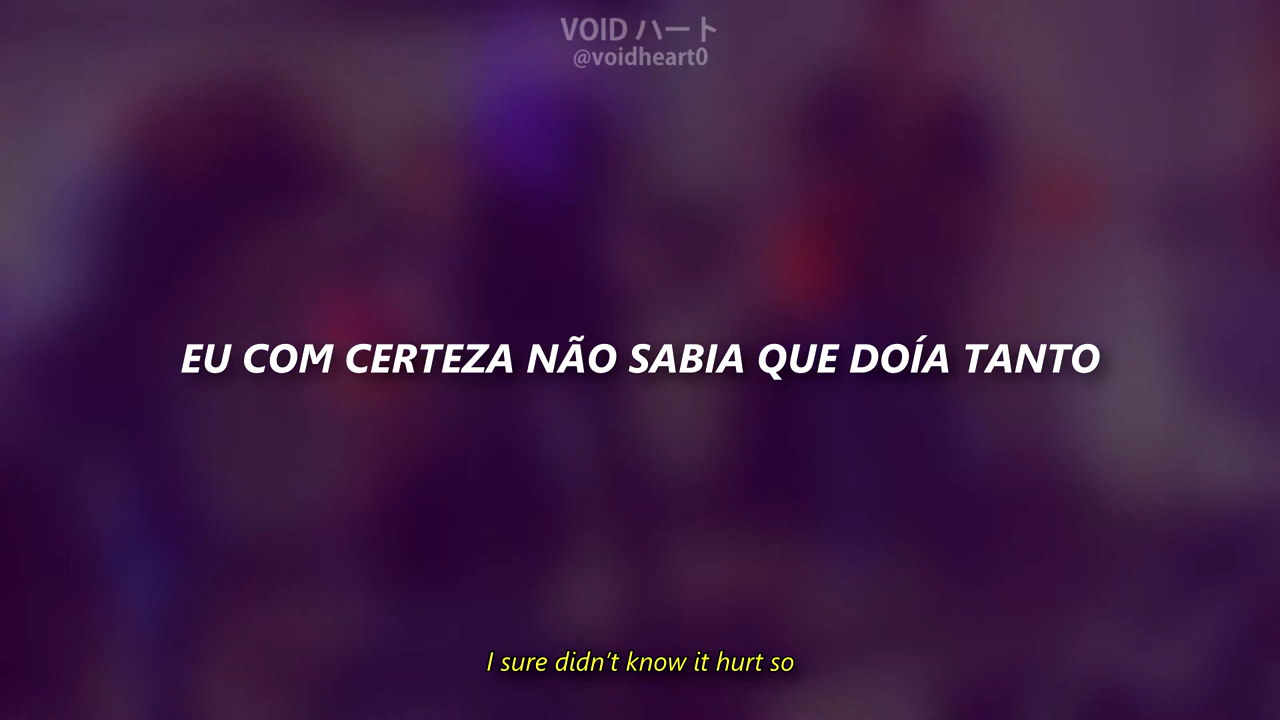 VOID ハート
@voidheart0
EU COM CERTEZA NÃO SABIA QUE DOÍA TANTO
I sure didn't know it hurt so